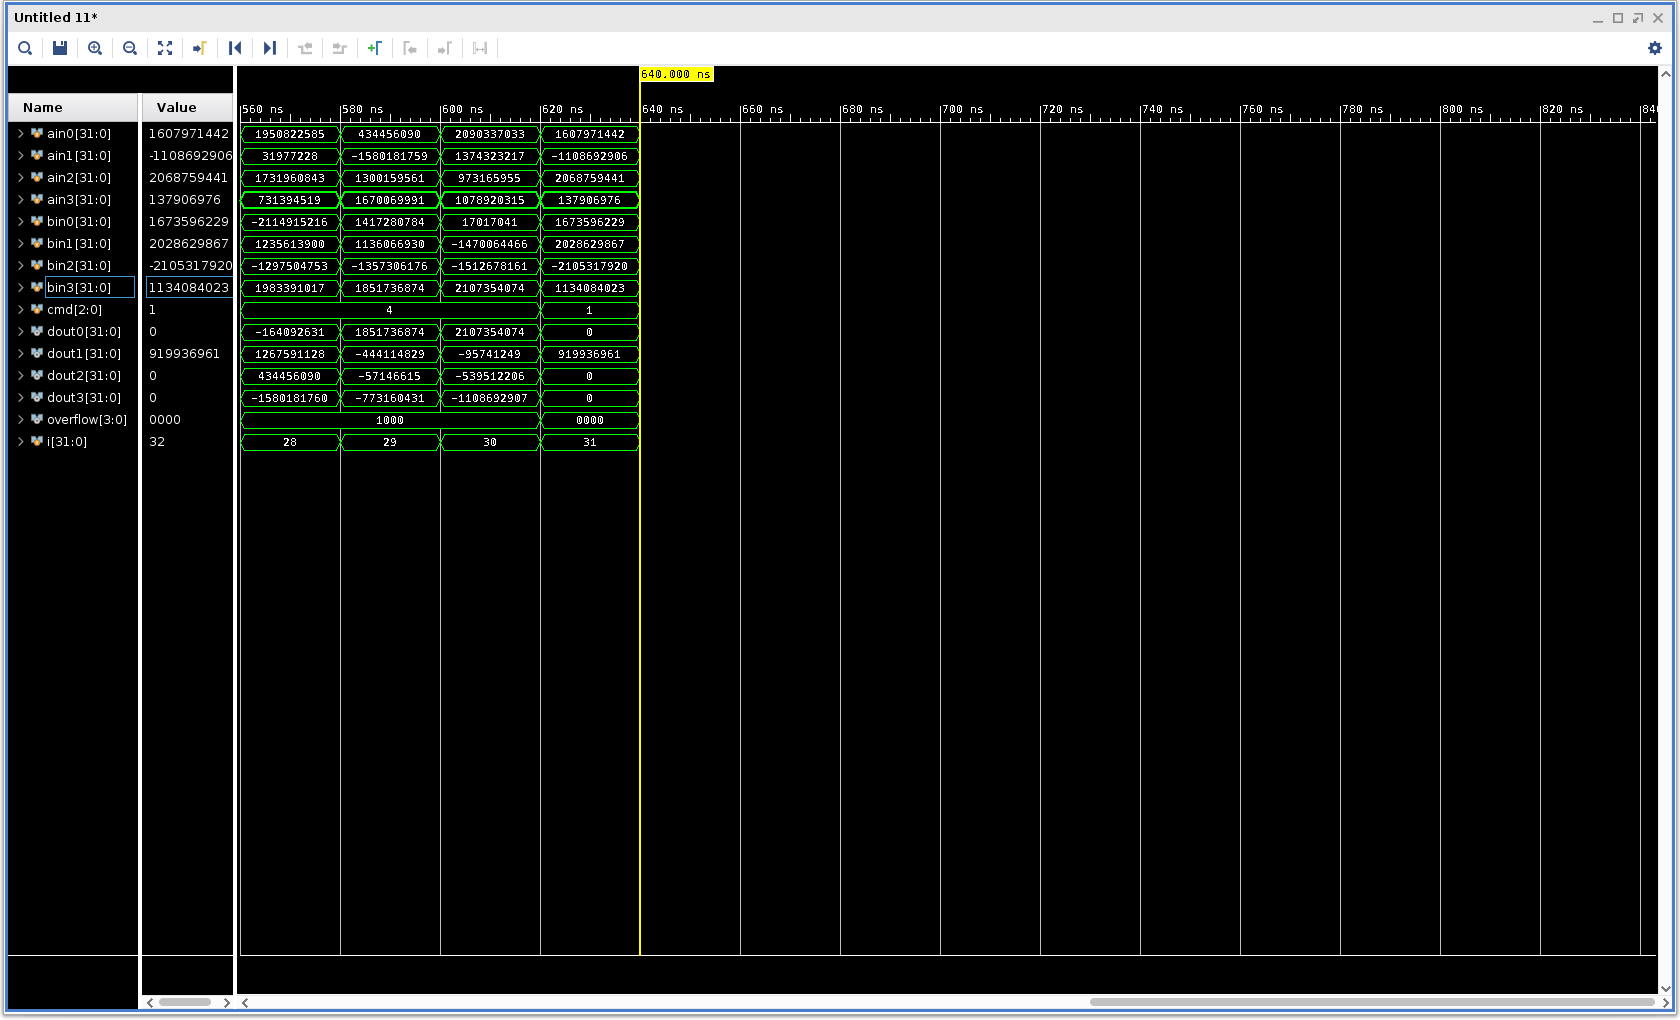 Untitled 11*
640.000 ns
Name Value 560 ns 580 ns 600 ns 620 ns 640 ns 660 ns 680 ns 700 ns 720 ns 740 ns 760 ns 780 ns 800 ns 820 ns 840
ain0[31:0] 1607971442 1950822585 434456090 2090337033 1607971442
ain1[31:0] -1108692906 31977228 -1580181759 1374323217 -1108692906
ain2[31:0] 2068759441 1731960843 1300159561 973165955 2068759441
ain3[31:0] 137906976 731394519 1670069991 1078920315 137906976
bin0[31:0] 1673596229 -2114915216 1417280784 17017041 1673596229
bin1[31:0] 2028629867 1235613900 1136066930 -1470064466 2028629867
bin2[31:0] -2105317920 -1297504753 -1357306176 -1512678161 -2105317920
bin3[31:0] 1134084023 1983391017 1851736874 2107354074 1134084023
cmd[2:0] 1 4 1
dout0[31:0] 0 -164092631 1851736874 2107354074 0
dout1[31:0] 919936961 1267591128 -444114829 -95741249 919936961
dout2[31:0] 0 434456090 -57146615 -539512206 0
dout3[31:0] 0 -1580181760 -773160431 -1108692907 0
overflow[3:0] 0000 1000 0000
i[31:0] 32 28 29 30 31